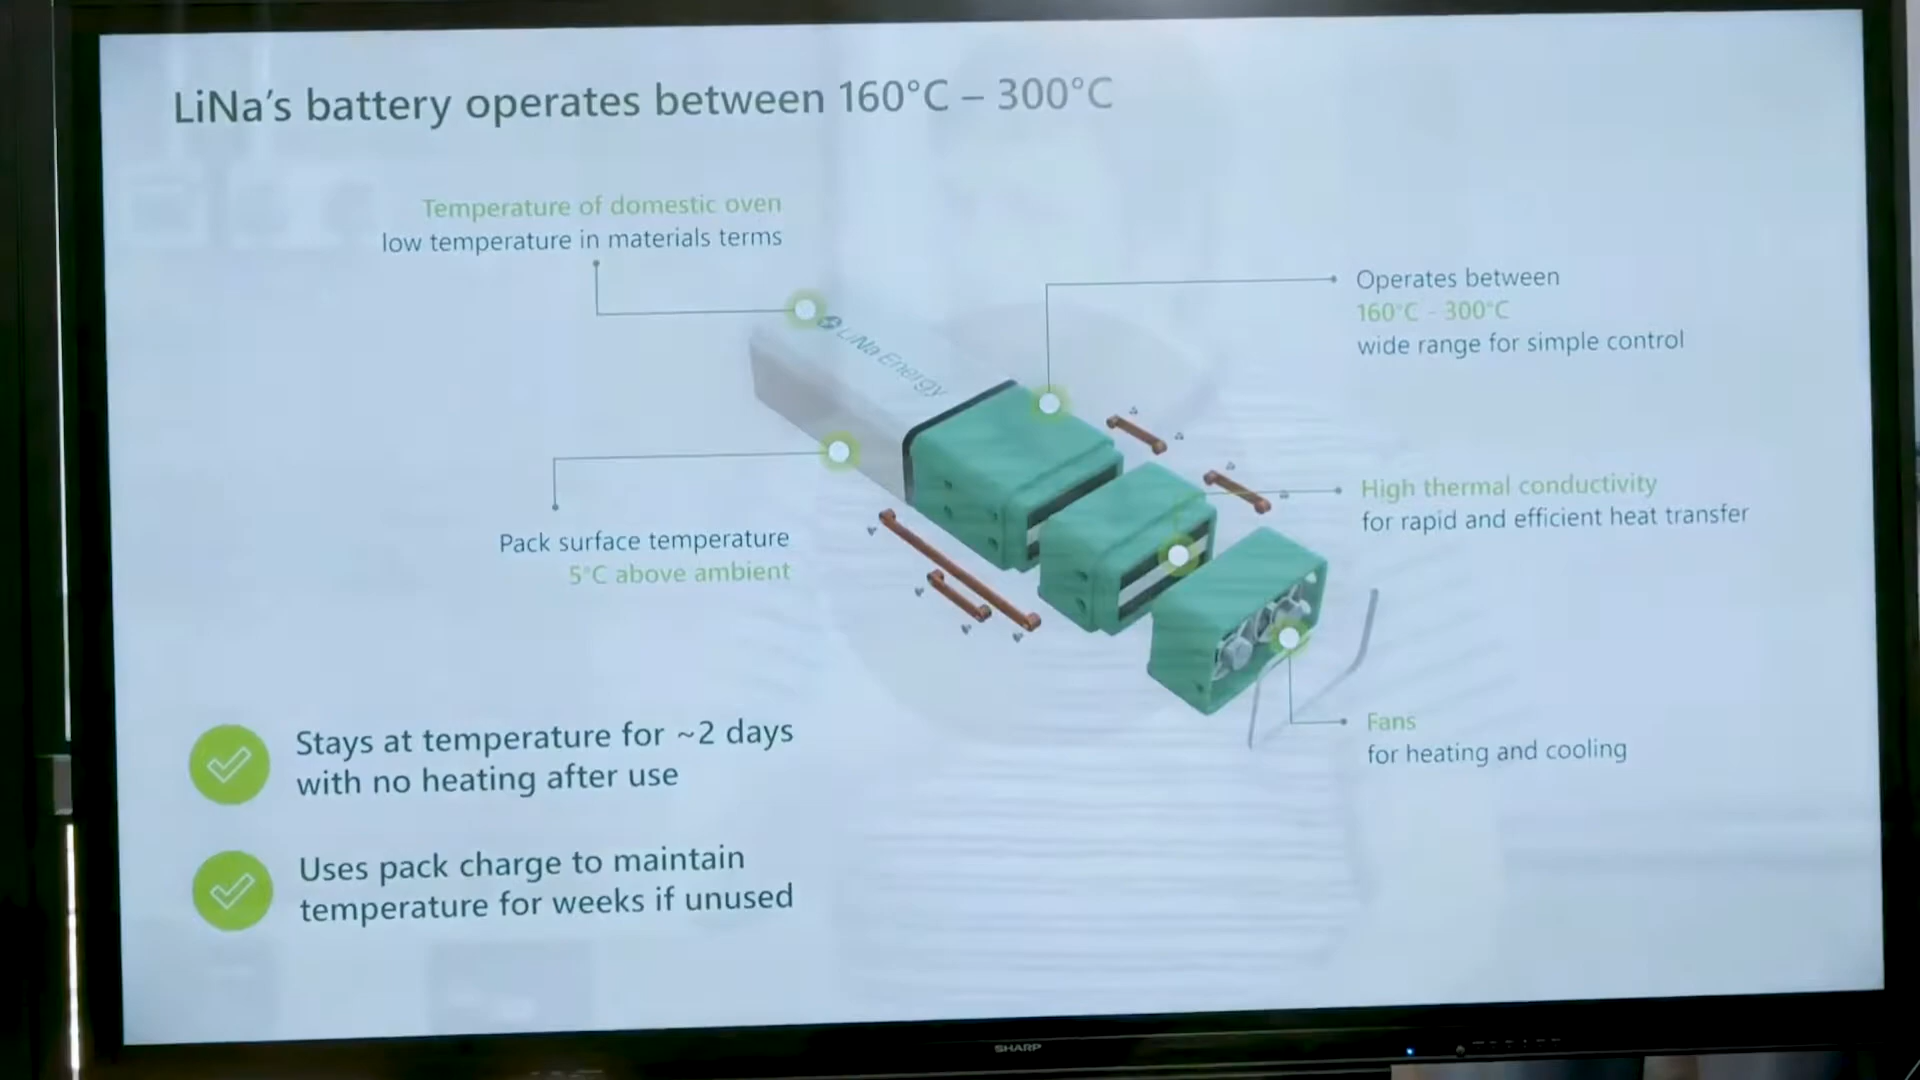 LiNa's battery operates between 160°C – 300°C
Temperature of domestic oven
low temperature in materials terms
LiNa Energy
Operates between
160°C - 300°C
wide range for simple control
High thermal conductivity
for rapid and efficient heat transfer
Pack surface temperature
5°C above ambient
Fans
for heating and cooling
Stays at temperature for ~2 days
with no heating after use
Uses pack charge to maintain
temperature for weeks if unused
SHARP